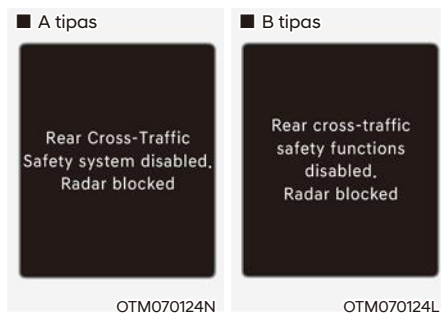 ■ A tipas
Rear Cross-Traffic
Safety system disabled.
Radar blocked
OTM070124N
■ B tipas
Rear cross-traffic
safety functions
disabled.
Radar blocked
OTM070124L